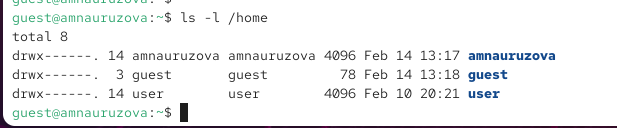 guest@amnauruzova:~$ ls -l /home
total 8
drwx------. 14 amnauruzova amnauruzova 4096 Feb 14 13:17 amnauruzova
drwx------.  3 guest       guest         78 Feb 14 13:18 guest
drwx------. 14 user        user        4096 Feb 10 20:21 user
guest@amnauruzova:~$